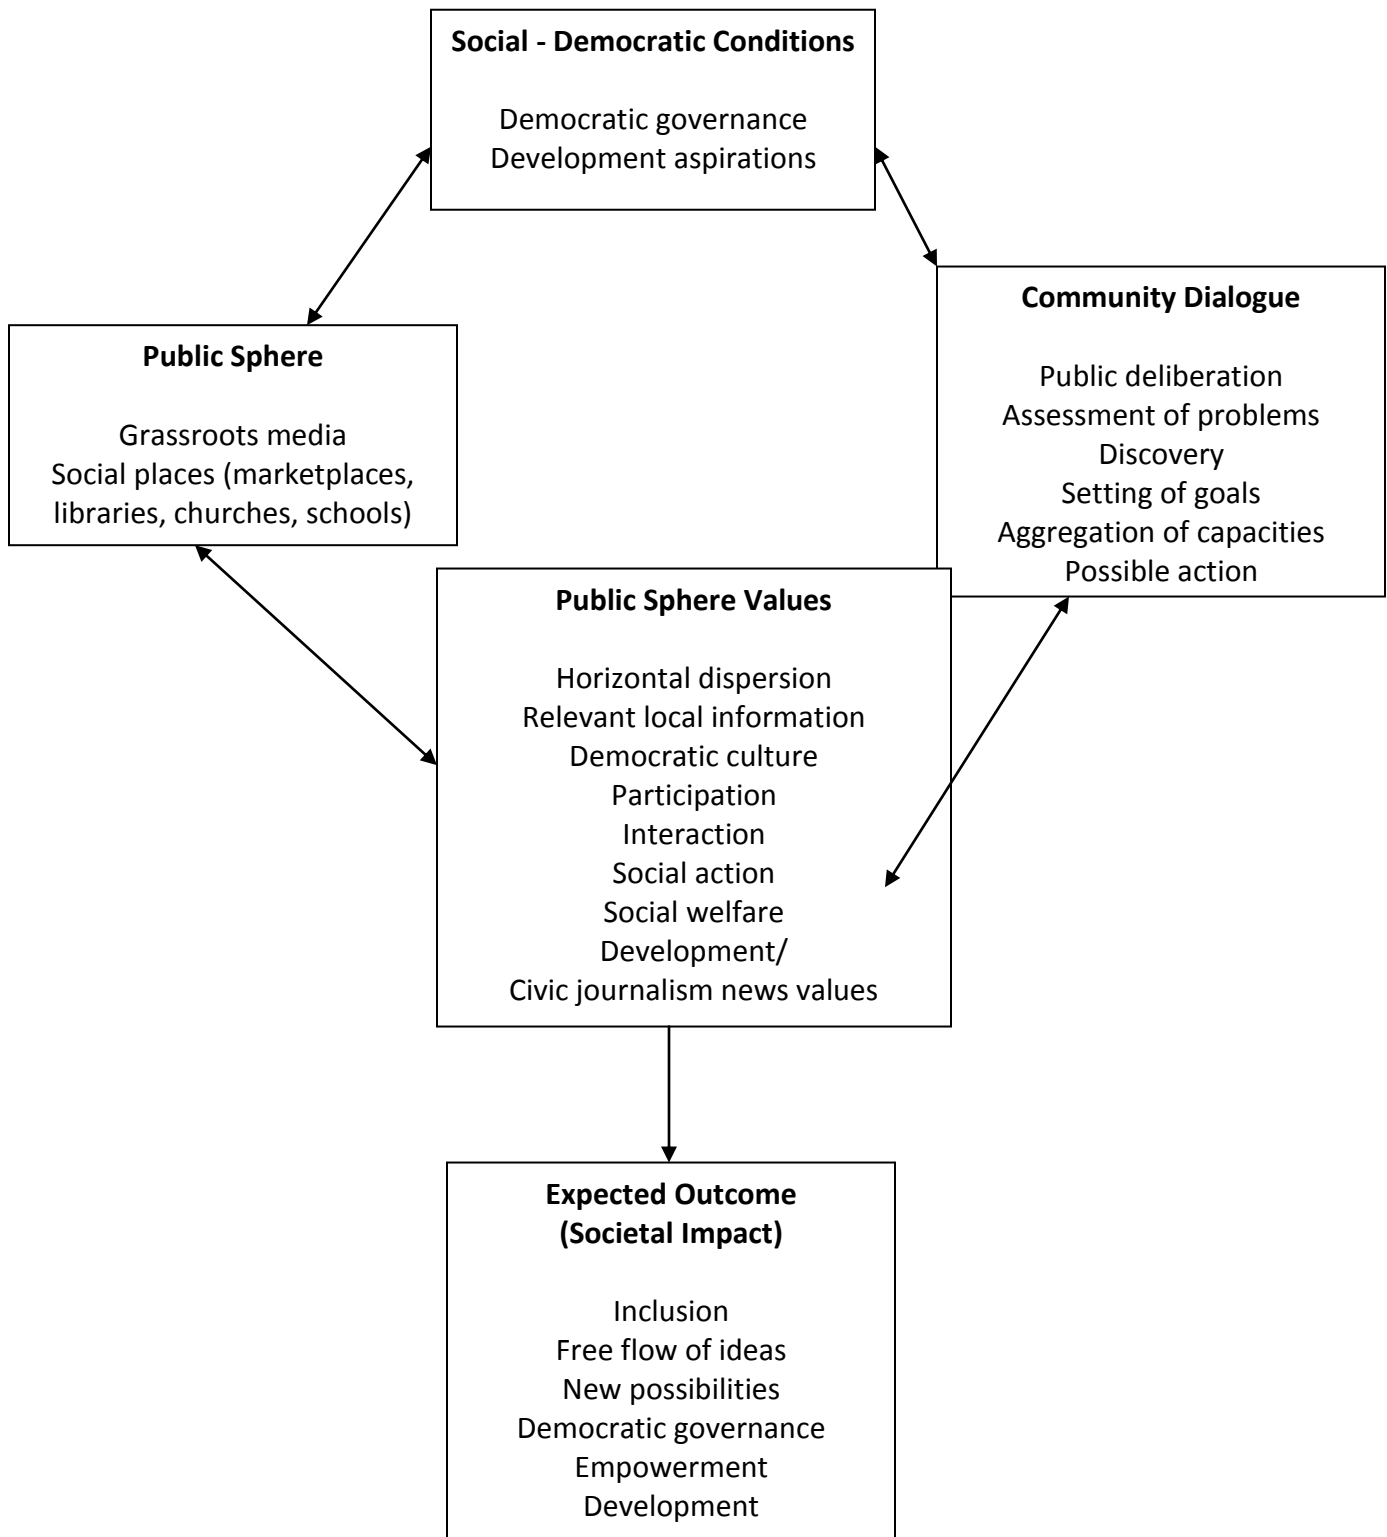 Social - Democratic Conditions
Democratic governance
Development aspirations
Public Sphere
Grassroots media
Social places (marketplaces,
libraries, churches, schools)
Community Dialogue
Public deliberation
Assessment of problems
Discovery
Setting of goals
Aggregation of capacities
Possible action
Public Sphere Values
Horizontal dispersion
Relevant local information
Democratic culture
Participation
Interaction
Social action
Social welfare
Development/
Civic journalism news values
Expected Outcome
(Societal Impact)
Inclusion
Free flow of ideas
New possibilities
Democratic governance
Empowerment
Development